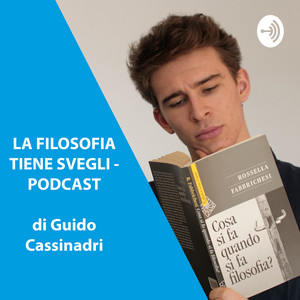 LA FILOSOFIA
TIENE SVEGLI -
PODCAST
di Guido
Cassinadri
ROSSELLA
FABBRICHESI
Cosa
si fa
quando
si fa
filosofia?